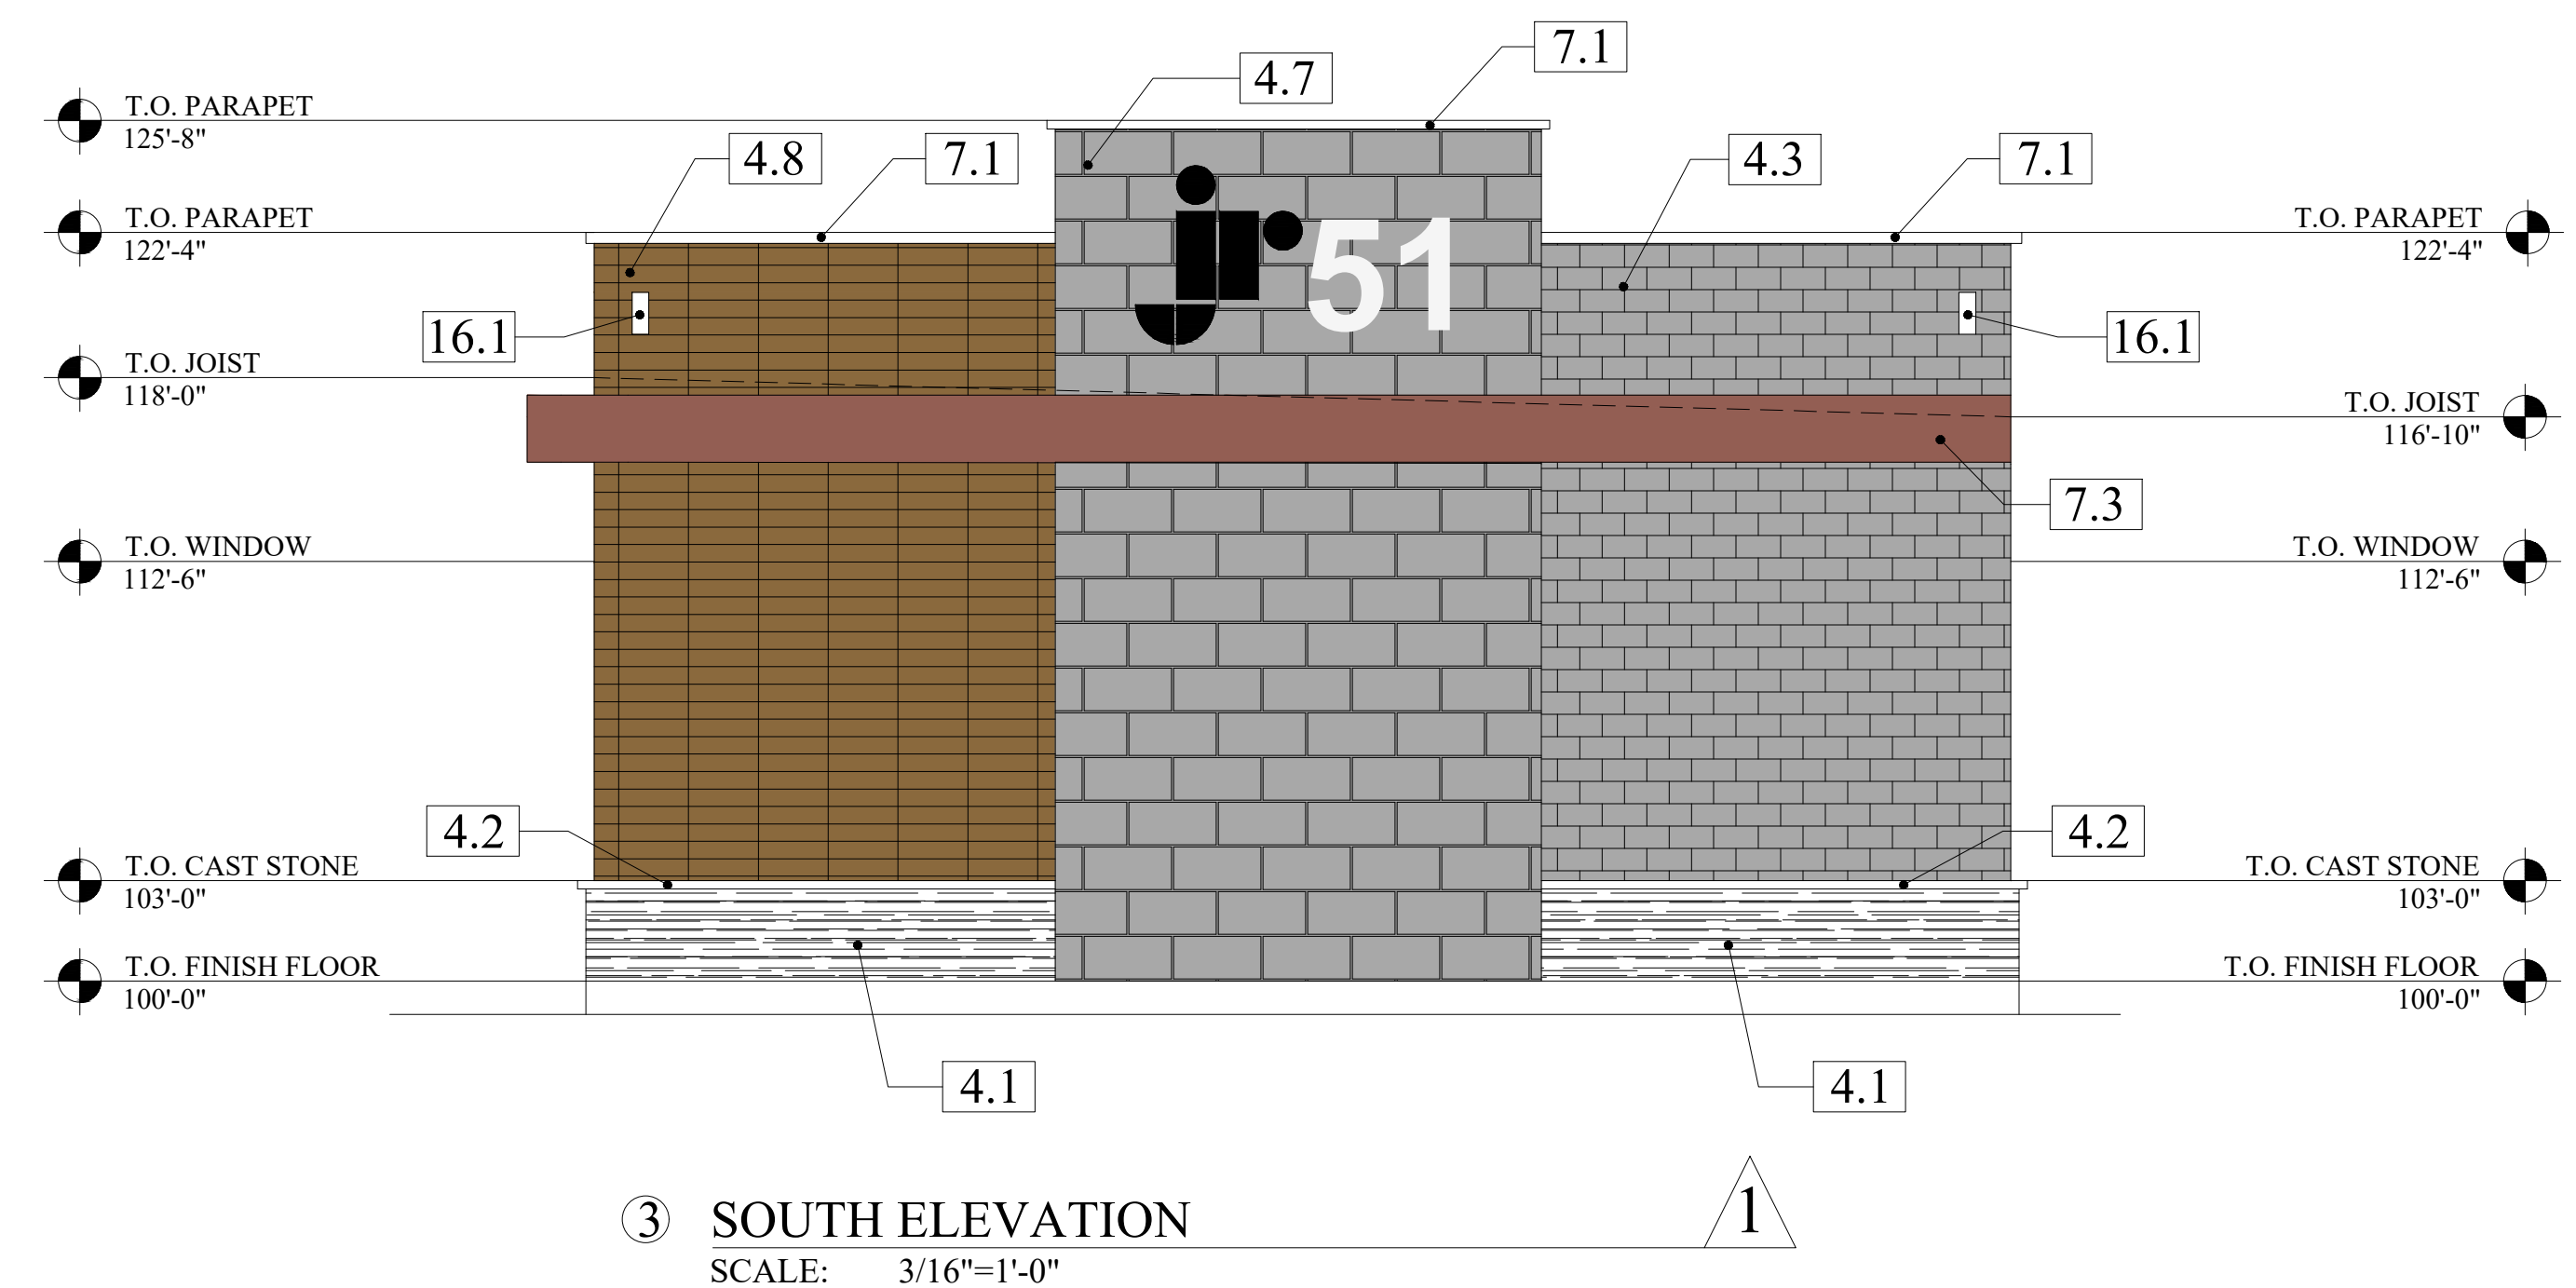 7.1
4.7
T.O. PARAPET
125'-8"
4.8
7.1
4.3
7.1
T.O. PARAPET
122'-4"
T.O. PARAPET
122'-4"
jr 51
16.1
16.1
T.O. JOIST
118'-0"
T.O. JOIST
116'-10"
7.3
T.O. WINDOW
112'-6"
T.O. WINDOW
112'-6"
4.2
4.2
T.O. CAST STONE
103'-0"
T.O. CAST STONE
103'-0"
T.O. FINISH FLOOR
100'-0"
T.O. FINISH FLOOR
100'-0"
4.1
4.1
3 SOUTH ELEVATION 1
SCALE: 3/16"=1'-0"